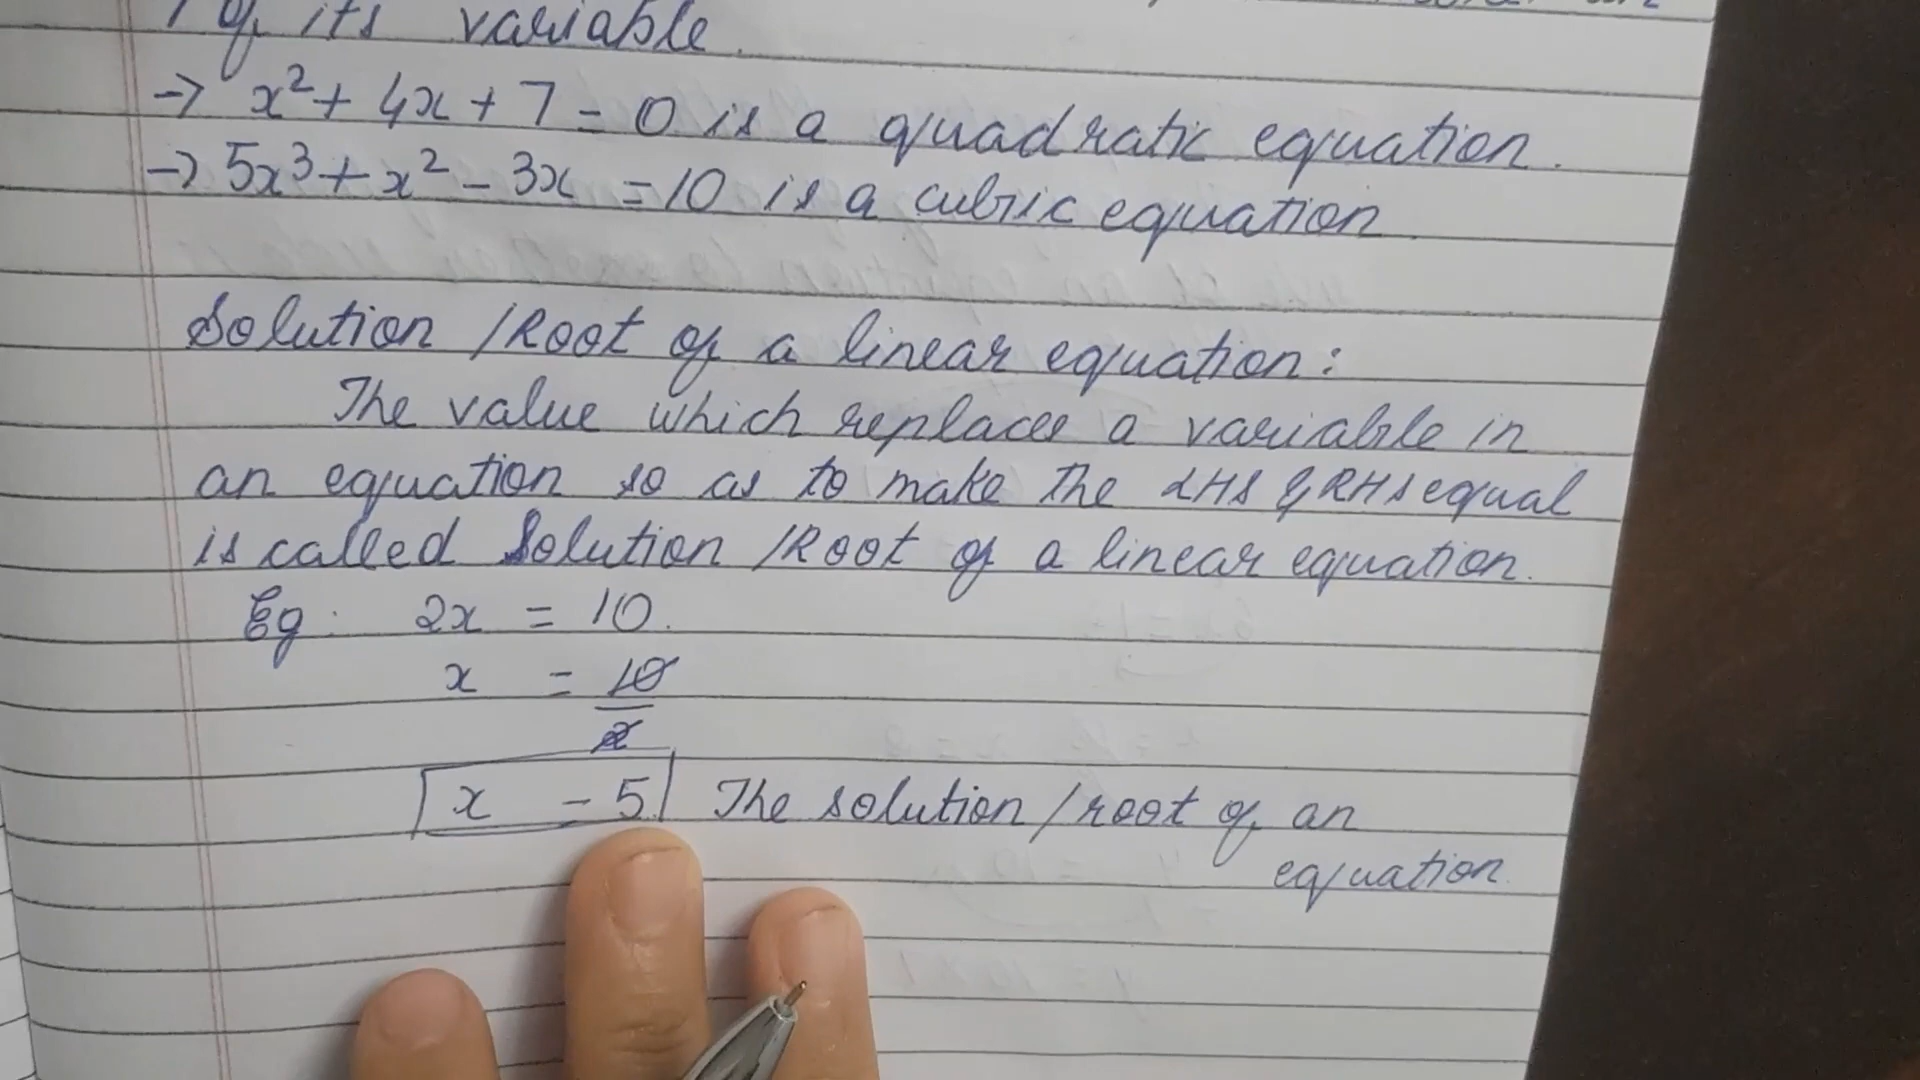 of its variable.
→ x² + 4x + 7 = 0 is a quadratic equation.
→ 5x³ + x² - 3x = 10 is a cubic equation.
Solution / Root of a linear equation:
The value which replaces a variable in
an equation so as to make the LHS & RHS equal
is called Solution / Root of a linear equation.
Eg: 2x = 10.
x = 10
2
x = 5 The solution / root of an
equation.